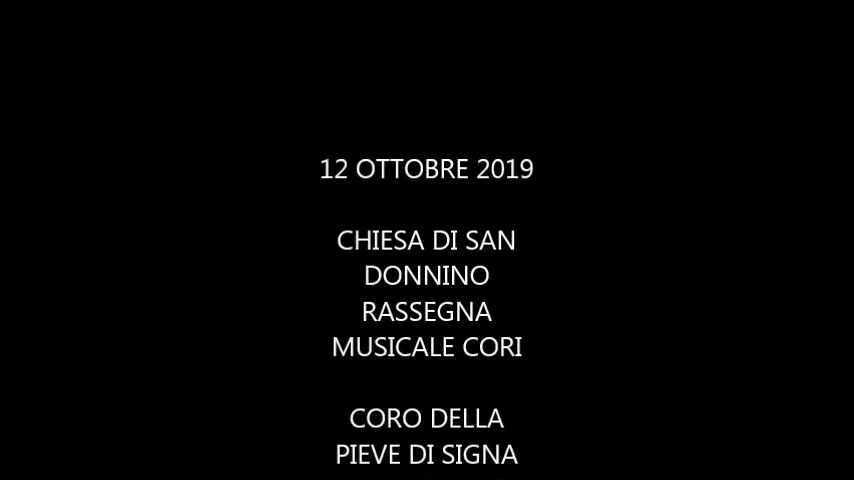 12 OTTOBRE 2019
CHIESA DI SAN
DONNINO
RASSEGNA
MUSICALE CORI
CORO DELLA
PIEVE DI SIGNA